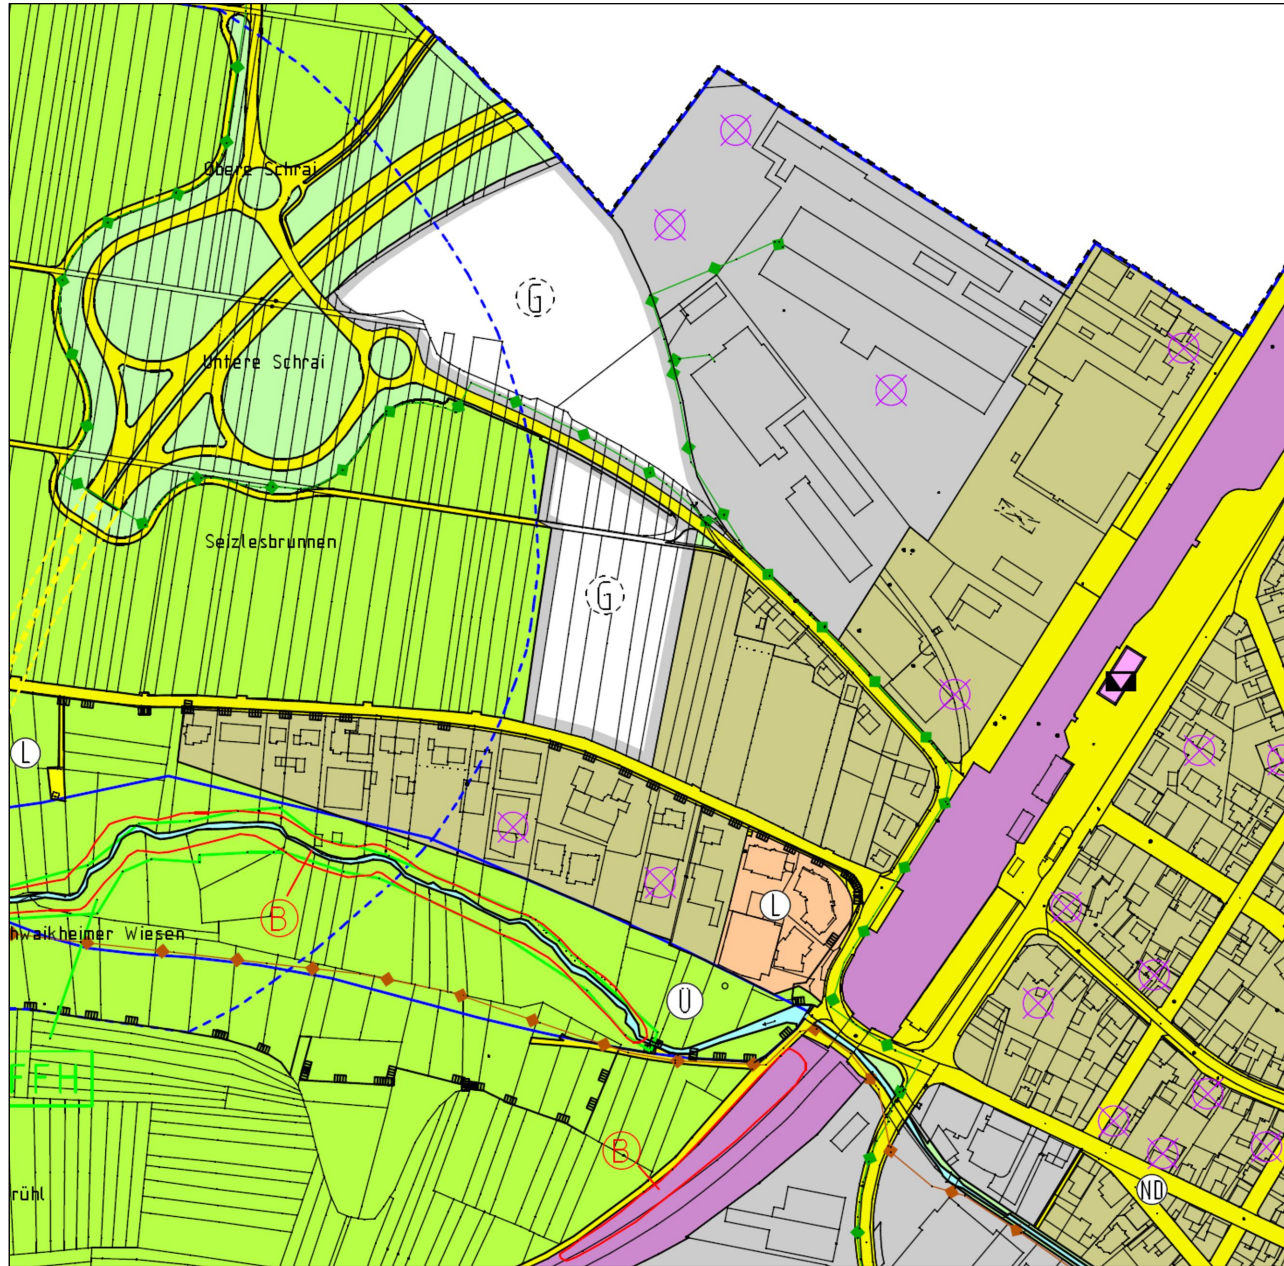 Obere Schrai
G
Untere Schrai
Seizlesbrunnen
G
L
L
B
hwaikheimer Wiesen
Ü
FFH
B
rühl
ND